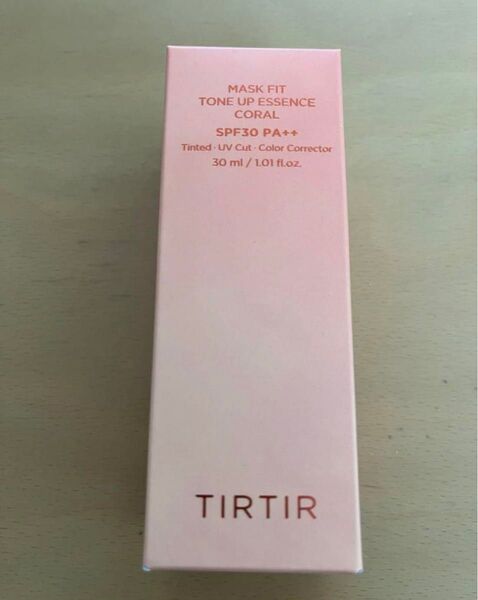 MASK FIT
TONE UP ESSENCE
CORAL
SPF30 PA++
Tinted · UV Cut · Color Corrector
30 ml / 1.01 fl.oz.
TIRTIR